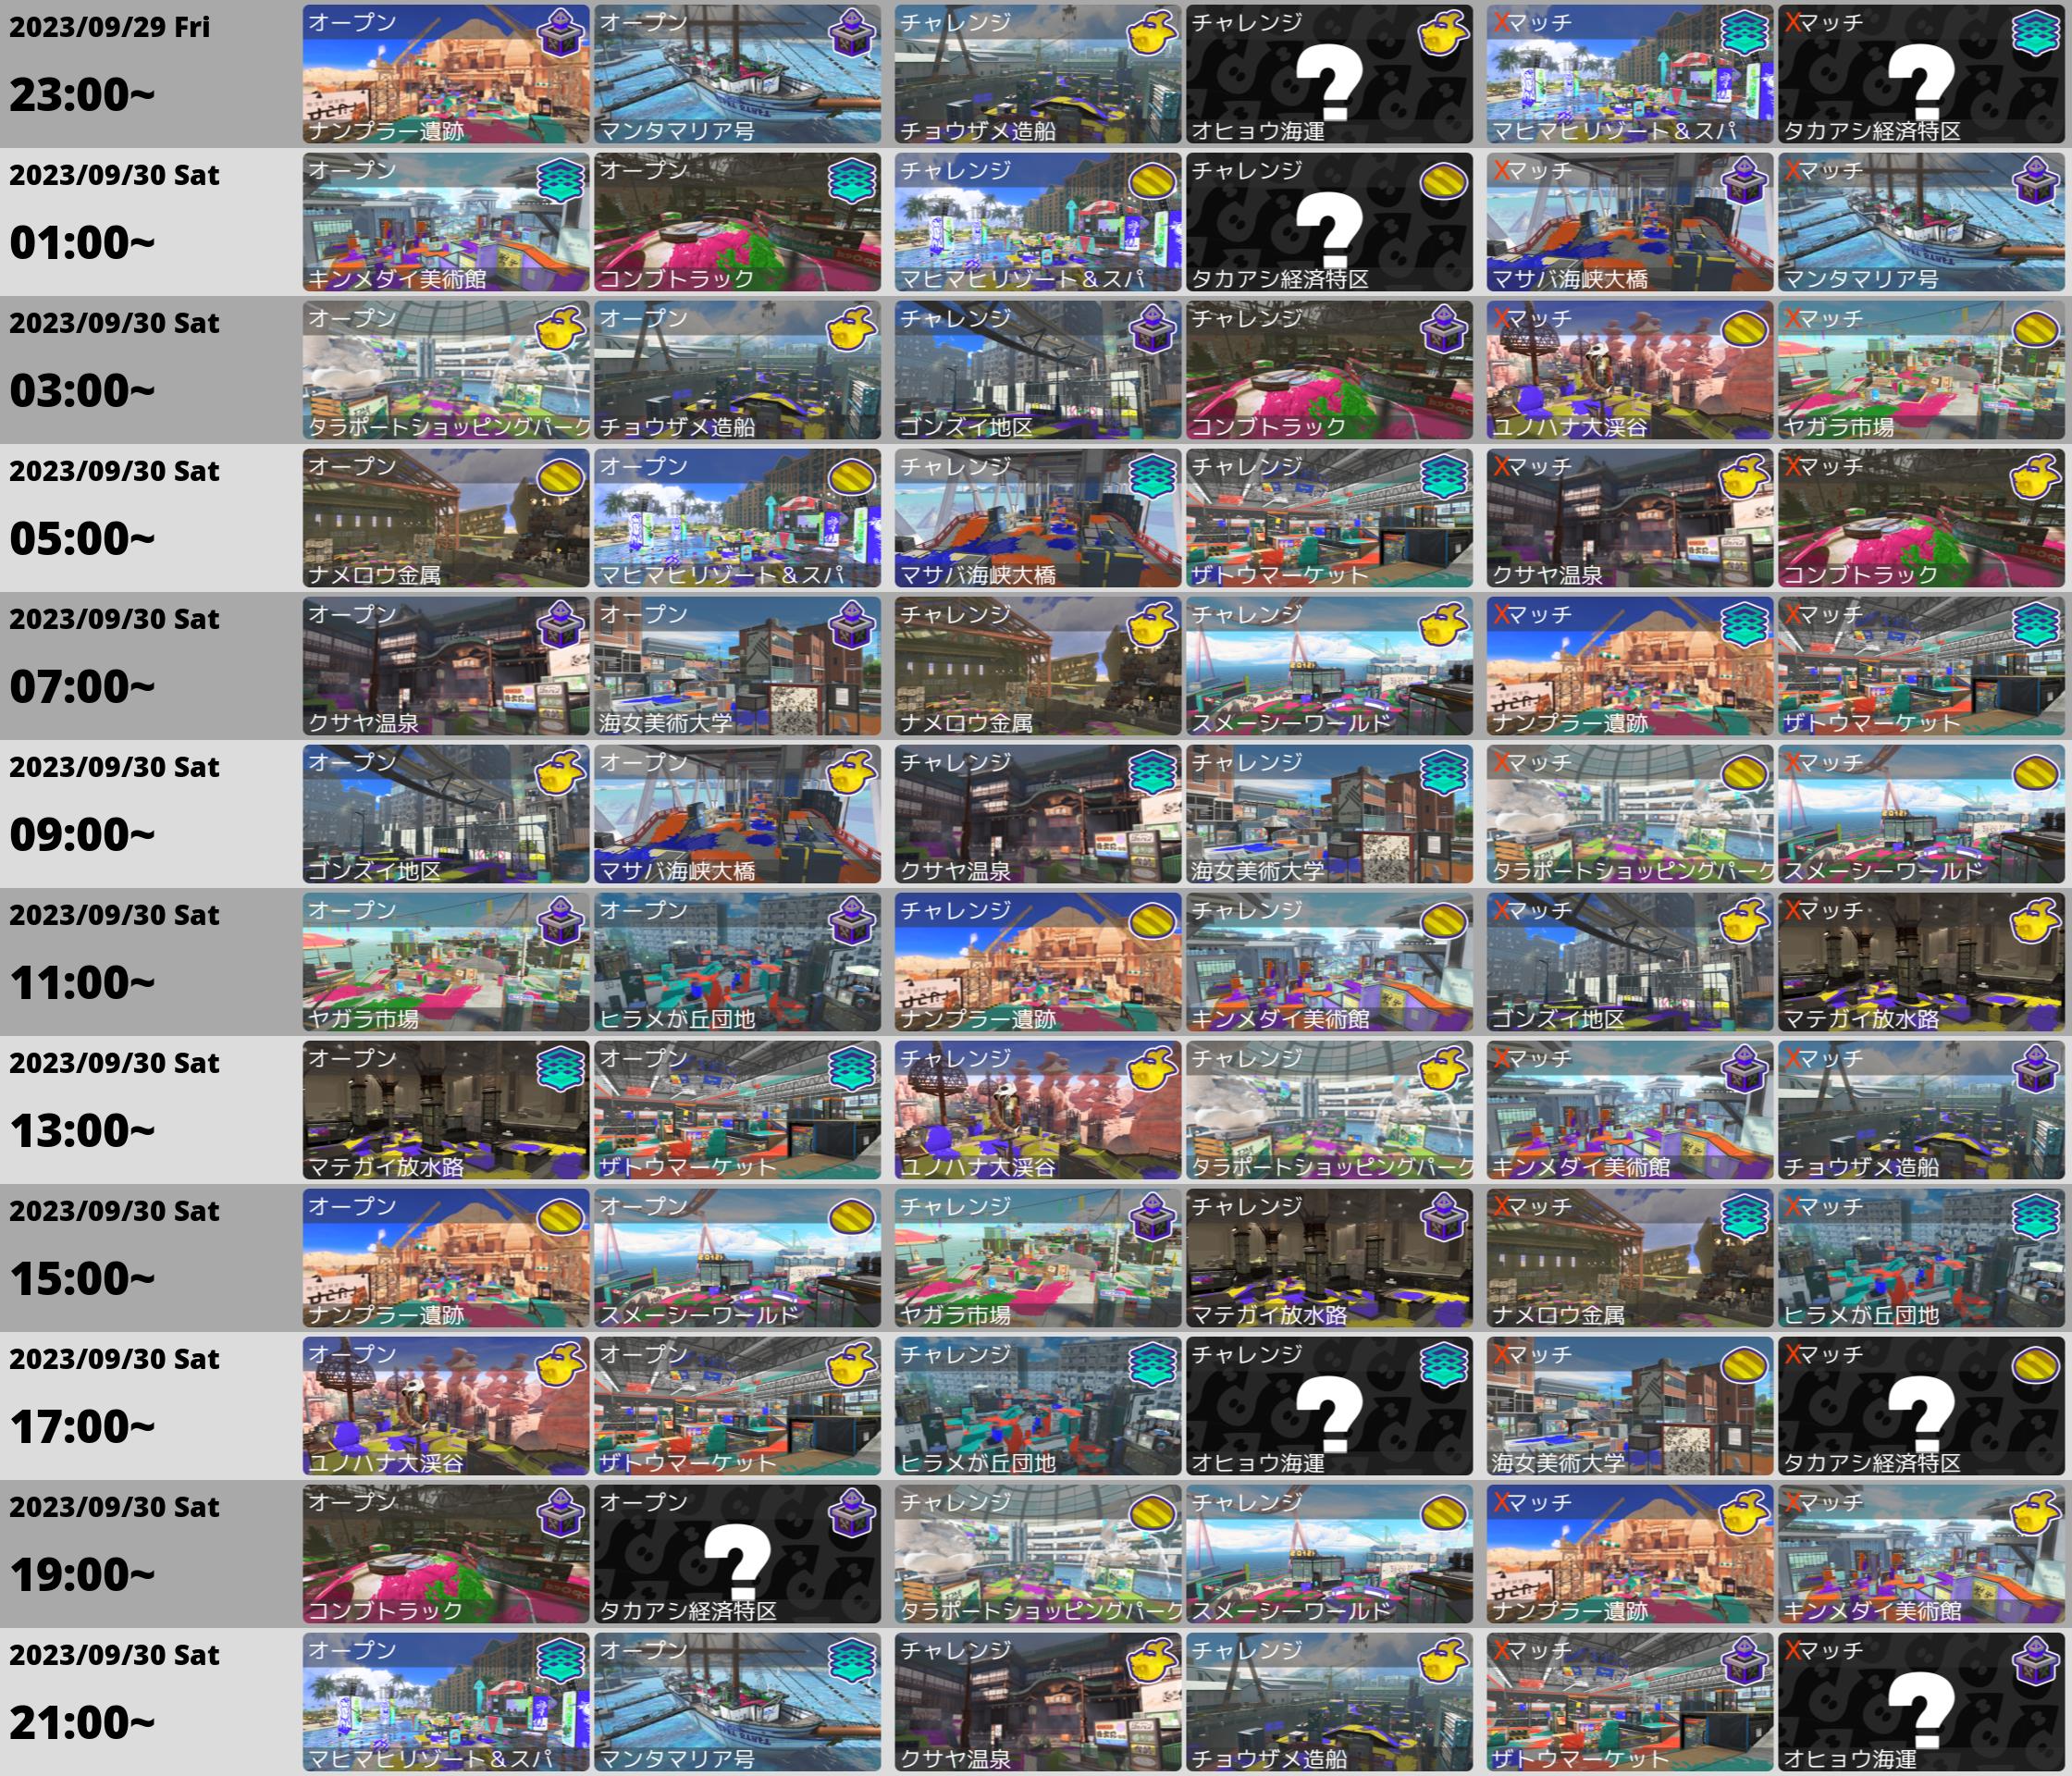 2023/09/29 Fri
23:00~
オープン
ナンプラー遺跡
オープン
マンタマリア号
チャレンジ
チョウザメ造船
チャレンジ
オヒョウ海運
Xマッチ
マヒマヒリゾート＆スパ
Xマッチ
タカアシ経済特区
2023/09/30 Sat
01:00~
オープン
キンメダイ美術館
オープン
コンブトラック
チャレンジ
マヒマヒリゾート＆スパ
チャレンジ
タカアシ経済特区
Xマッチ
マサバ海峡大橋
Xマッチ
マンタマリア号
2023/09/30 Sat
03:00~
オープン
タラポートショッピングパーク
オープン
チョウザメ造船
チャレンジ
ゴンズイ地区
チャレンジ
コンブトラック
Xマッチ
ユノハナ大渓谷
Xマッチ
ヤガラ市場
2023/09/30 Sat
05:00~
オープン
ナメロウ金属
オープン
マヒマヒリゾート＆スパ
チャレンジ
マサバ海峡大橋
チャレンジ
ザトウマーケット
Xマッチ
クサヤ温泉
Xマッチ
コンブトラック
2023/09/30 Sat
07:00~
オープン
クサヤ温泉
オープン
海女美術大学
チャレンジ
ナメロウ金属
チャレンジ
スメーシーワールド
Xマッチ
ナンプラー遺跡
Xマッチ
ザトウマーケット
2023/09/30 Sat
09:00~
オープン
ゴンズイ地区
オープン
マサバ海峡大橋
チャレンジ
クサヤ温泉
チャレンジ
海女美術大学
Xマッチ
タラポートショッピングパーク
Xマッチ
スメーシーワールド
2023/09/30 Sat
11:00~
オープン
ヤガラ市場
オープン
ヒラメが丘団地
チャレンジ
ナンプラー遺跡
チャレンジ
キンメダイ美術館
Xマッチ
ゴンズイ地区
Xマッチ
マテガイ放水路
2023/09/30 Sat
13:00~
オープン
マテガイ放水路
オープン
ザトウマーケット
チャレンジ
ユノハナ大渓谷
チャレンジ
タラポートショッピングパーク
Xマッチ
キンメダイ美術館
Xマッチ
チョウザメ造船
2023/09/30 Sat
15:00~
オープン
ナンプラー遺跡
オープン
スメーシーワールド
チャレンジ
ヤガラ市場
チャレンジ
マテガイ放水路
Xマッチ
ナメロウ金属
Xマッチ
ヒラメが丘団地
2023/09/30 Sat
17:00~
オープン
ユノハナ大渓谷
オープン
ザトウマーケット
チャレンジ
ヒラメが丘団地
チャレンジ
オヒョウ海運
Xマッチ
海女美術大学
Xマッチ
タカアシ経済特区
2023/09/30 Sat
19:00~
オープン
コンブトラック
オープン
タカアシ経済特区
チャレンジ
タラポートショッピングパーク
チャレンジ
スメーシーワールド
Xマッチ
ナンプラー遺跡
Xマッチ
キンメダイ美術館
2023/09/30 Sat
21:00~
オープン
マヒマヒリゾート＆スパ
オープン
マンタマリア号
チャレンジ
クサヤ温泉
チャレンジ
チョウザメ造船
Xマッチ
ザトウマーケット
Xマッチ
オヒョウ海運